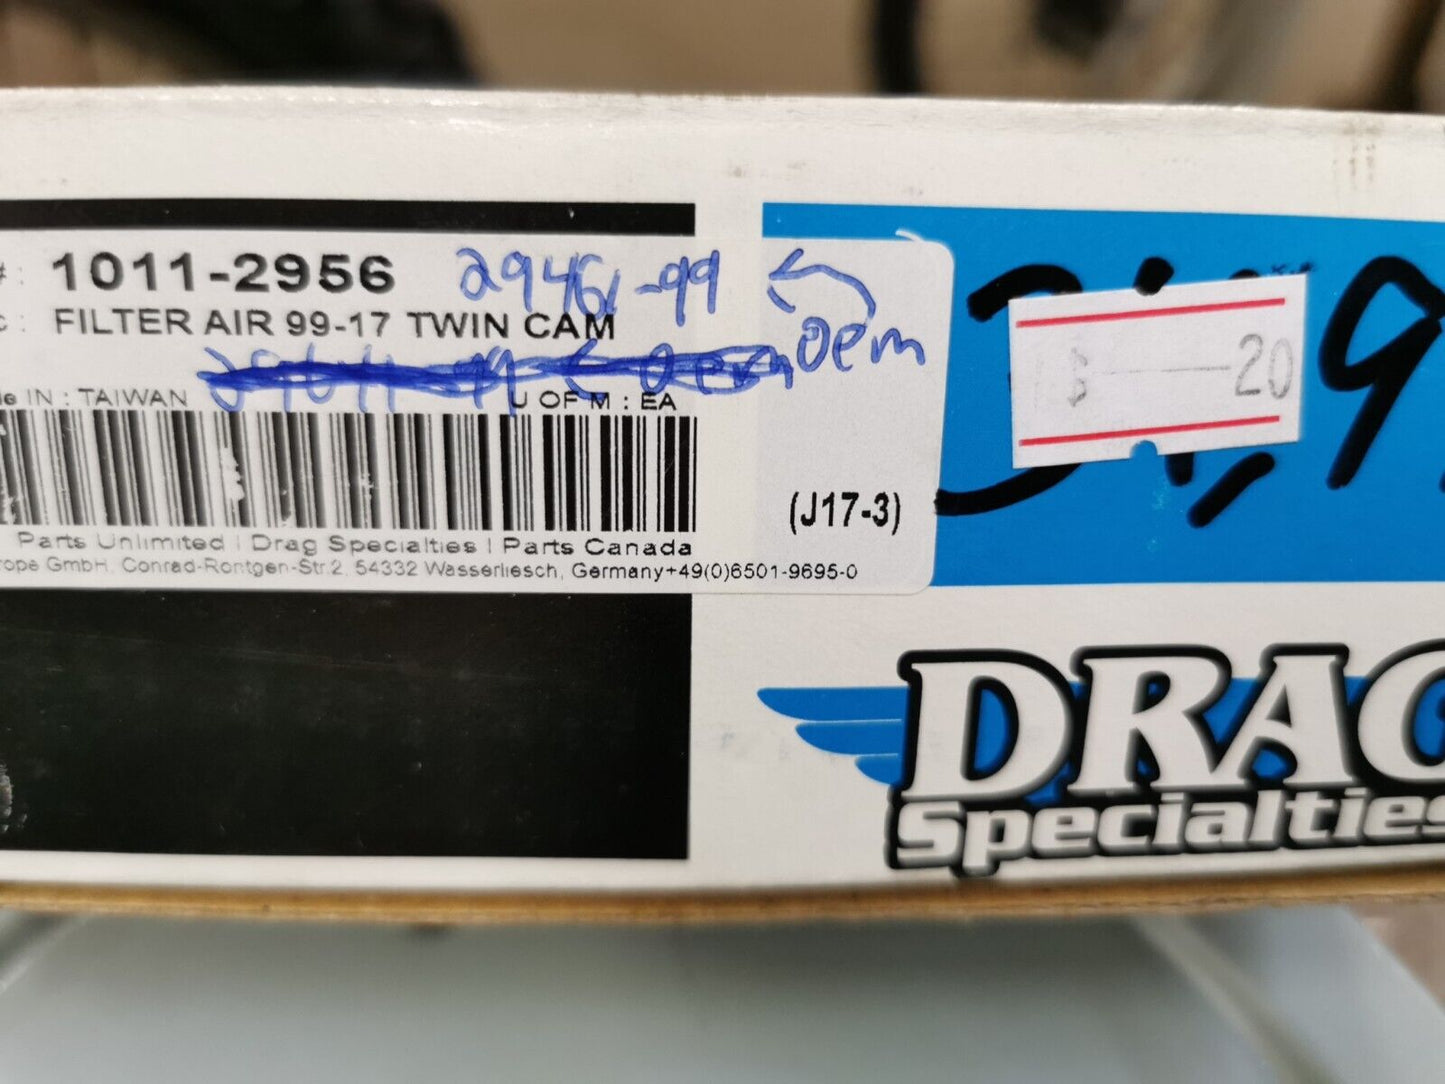 #: 1011-2956 29461-99
c: FILTER AIR 99-17 TWIN CAM
Oem
de IN : TAIWAN U OF M : EA
(J17-3)
Parts Unlimited | Drag Specialties | Parts Canada
rope GmbH, Conrad-Rontgen-Str.2, 54332 Wasserliesch, Germany+49(0)6501-9695-0
20
DRAG
Specialties